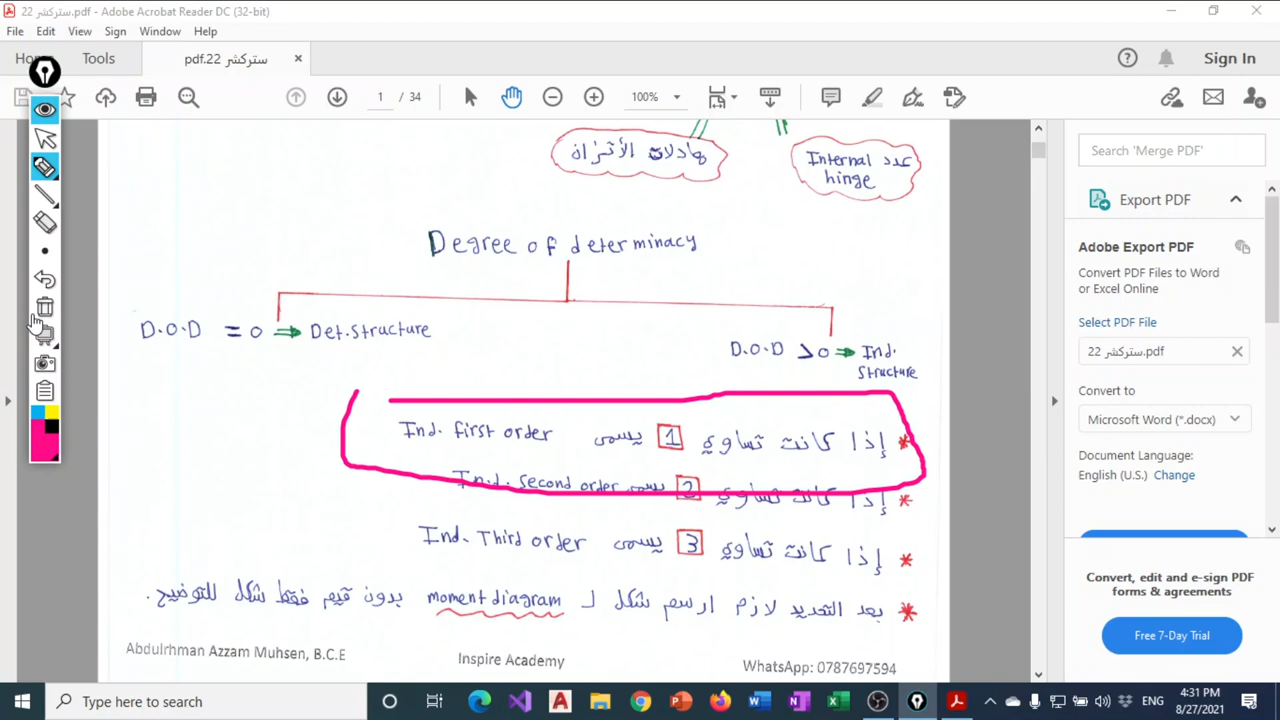 22 ستركشر.pdf - Adobe Acrobat Reader DC (32-bit)
File Edit View Sign Window Help
Tools
22 ستركشر.pdf
Sign In
1 / 34
100%
معادلات الأتزان
Internal عدد
hinge
Degree of determinacy
D.O.D = 0 ⇒ Det.Structure
D.O.D > 0 ⇒ Ind.
Structure
* إذا كانت تساوي 1 يسمى Ind. first order
* إذا كانت تساوي 2 يسمى Ind. second order
* إذا كانت تساوي 3 يسمى Ind. Third order
* بعد التحديد لازم ارسم شكل لـ moment diagram بدون قيم فقط شكل للتوضيح.
Abdulrhman Azzam Muhsen, B.C.E
Inspire Academy
WhatsApp: 0787697594
Search 'Merge PDF'
Export PDF
Adobe Export PDF
Convert PDF Files to Word
or Excel Online
Select PDF File
22 ستركشر.pdf
Convert to
Microsoft Word (*.docx)
Document Language:
English (U.S.) Change
Convert, edit and e-sign PDF
forms & agreements
Free 7-Day Trial
Type here to search
ENG
4:31 PM
8/27/2021